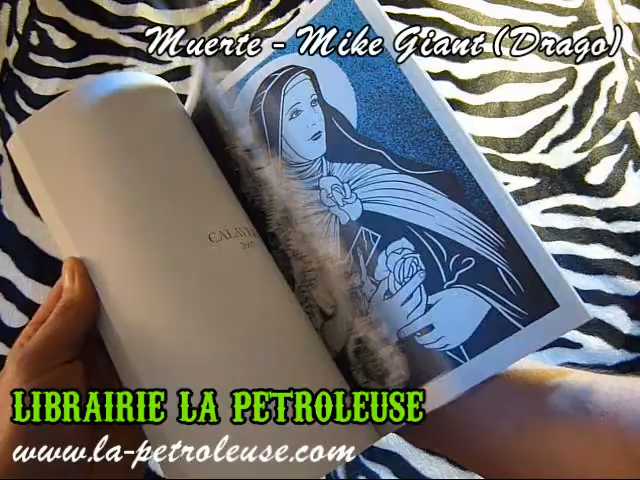 Muerte - Mike Giant (Drago)
LIBRAIRIE LA PETROLEUSE
www.la-petroleuse.com